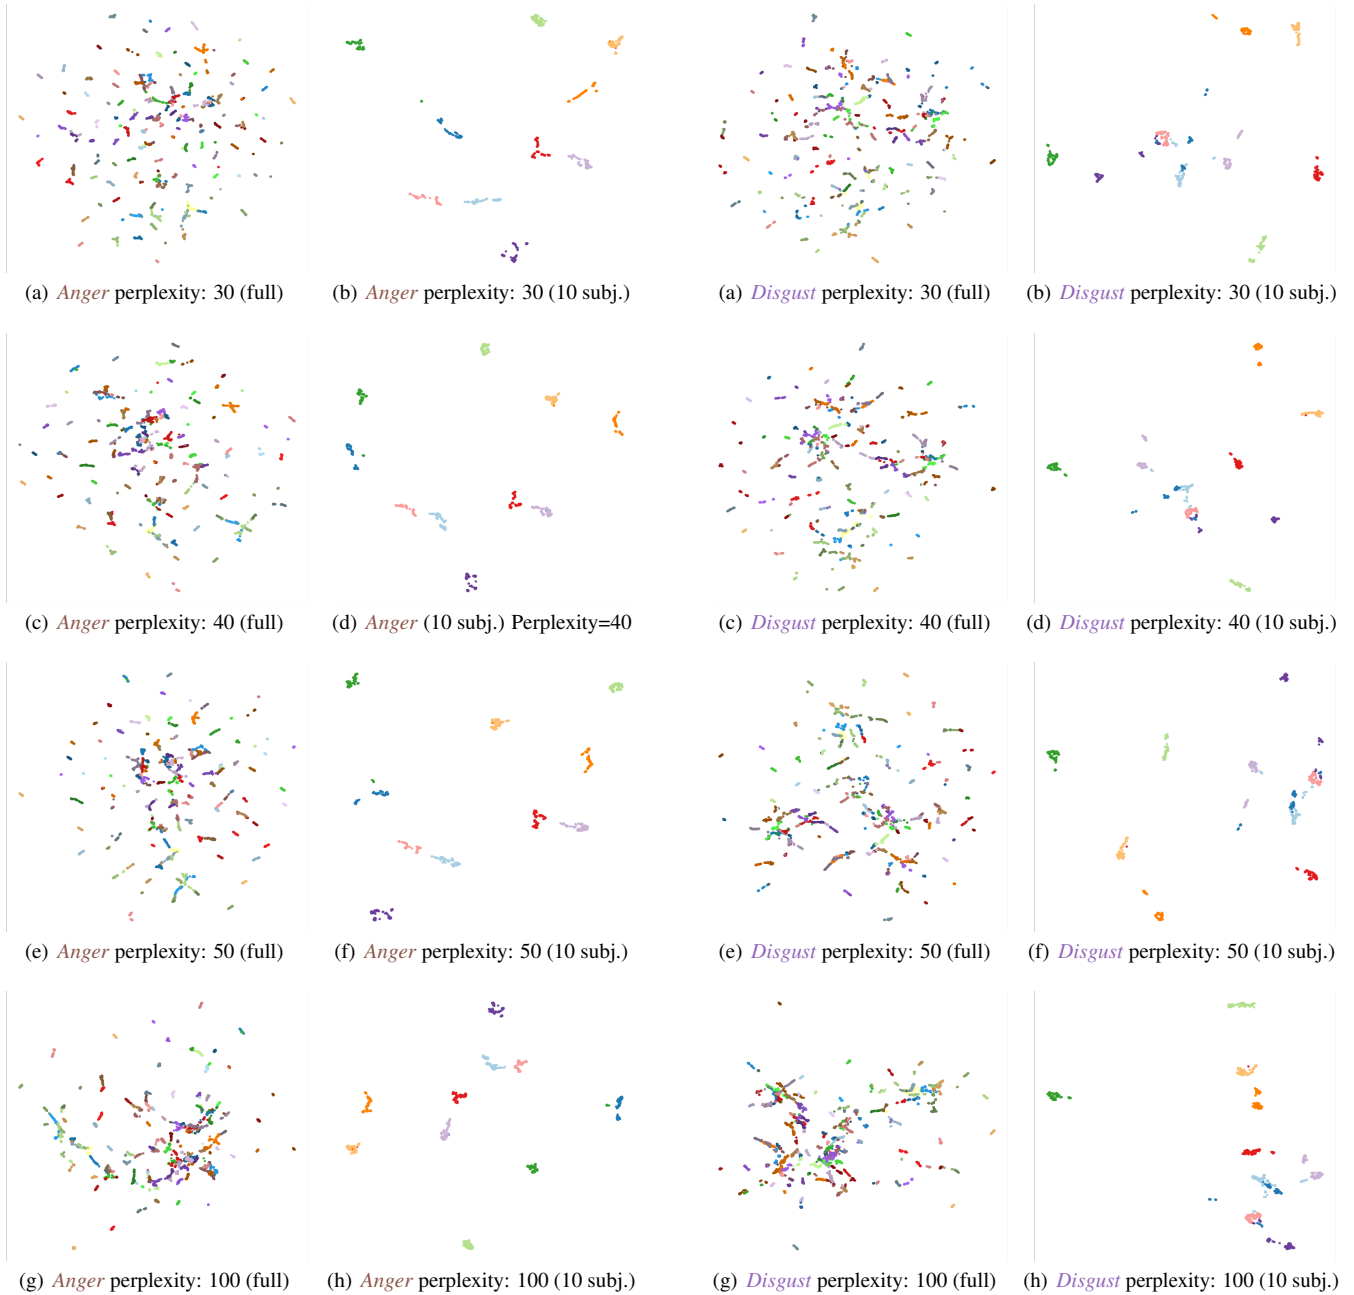 (a) Anger perplexity: 30 (full)
(b) Anger perplexity: 30 (10 subj.)
(a) Disgust perplexity: 30 (full)
(b) Disgust perplexity: 30 (10 subj.)
(c) Anger perplexity: 40 (full)
(d) Anger (10 subj.) Perplexity=40
(c) Disgust perplexity: 40 (full)
(d) Disgust perplexity: 40 (10 subj.)
(e) Anger perplexity: 50 (full)
(f) Anger perplexity: 50 (10 subj.)
(e) Disgust perplexity: 50 (full)
(f) Disgust perplexity: 50 (10 subj.)
(g) Anger perplexity: 100 (full)
(h) Anger perplexity: 100 (10 subj.)
(g) Disgust perplexity: 100 (full)
(h) Disgust perplexity: 100 (10 subj.)